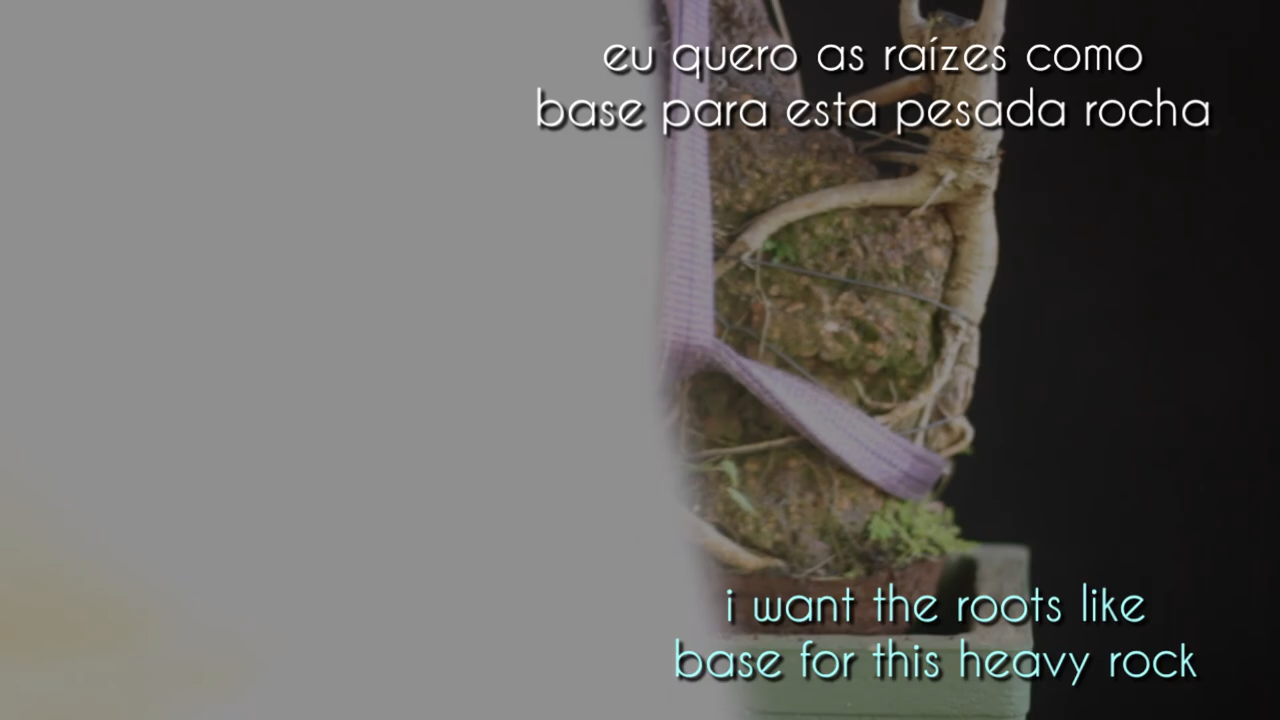 eu quero as raízes como
base para esta pesada rocha
i want the roots like
base for this heavy rock